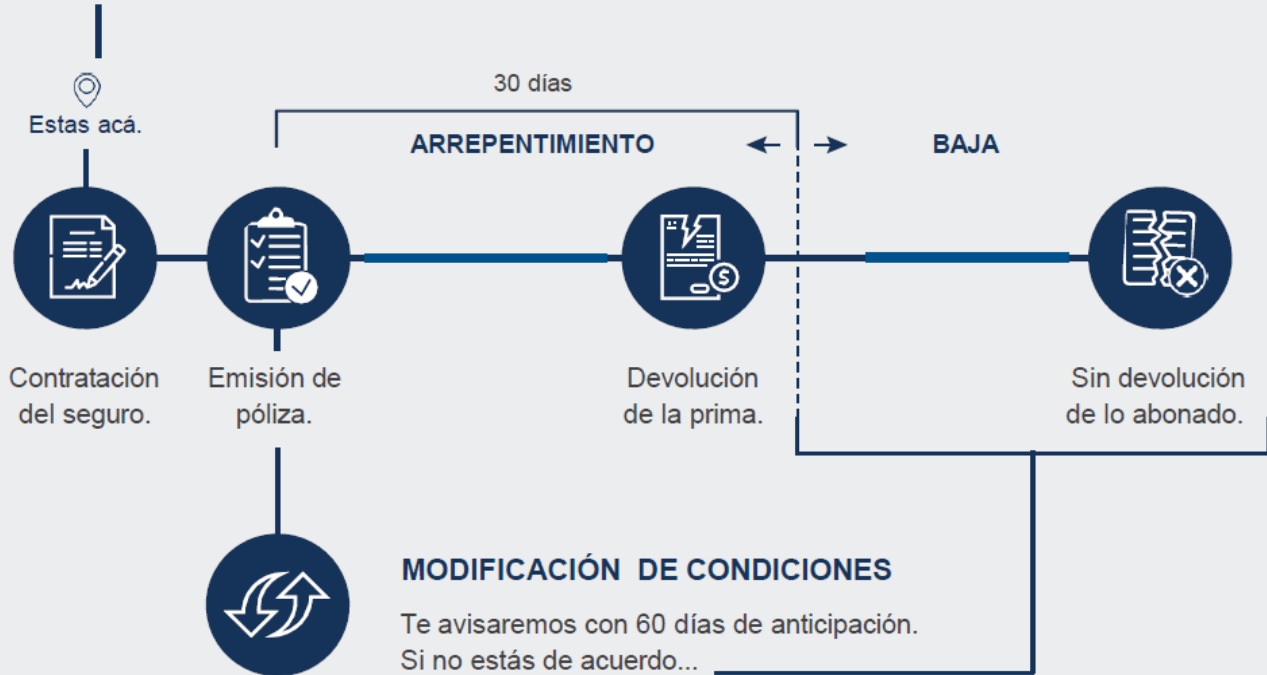 30 días
Estas acá.
ARREPENTIMIENTO
BAJA
$
Contratación
del seguro.
Emisión de
póliza.
Devolución
de la prima.
Sin devolución
de lo abonado.
MODIFICACIÓN DE CONDICIONES
Te avisaremos con 60 días de anticipación.
Si no estás de acuerdo...